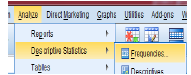 Analyze Direct Marketing Graphs Utilities Add-ons W
Reports
Descriptive Statistics
Frequencies...
Tables
Descriptives